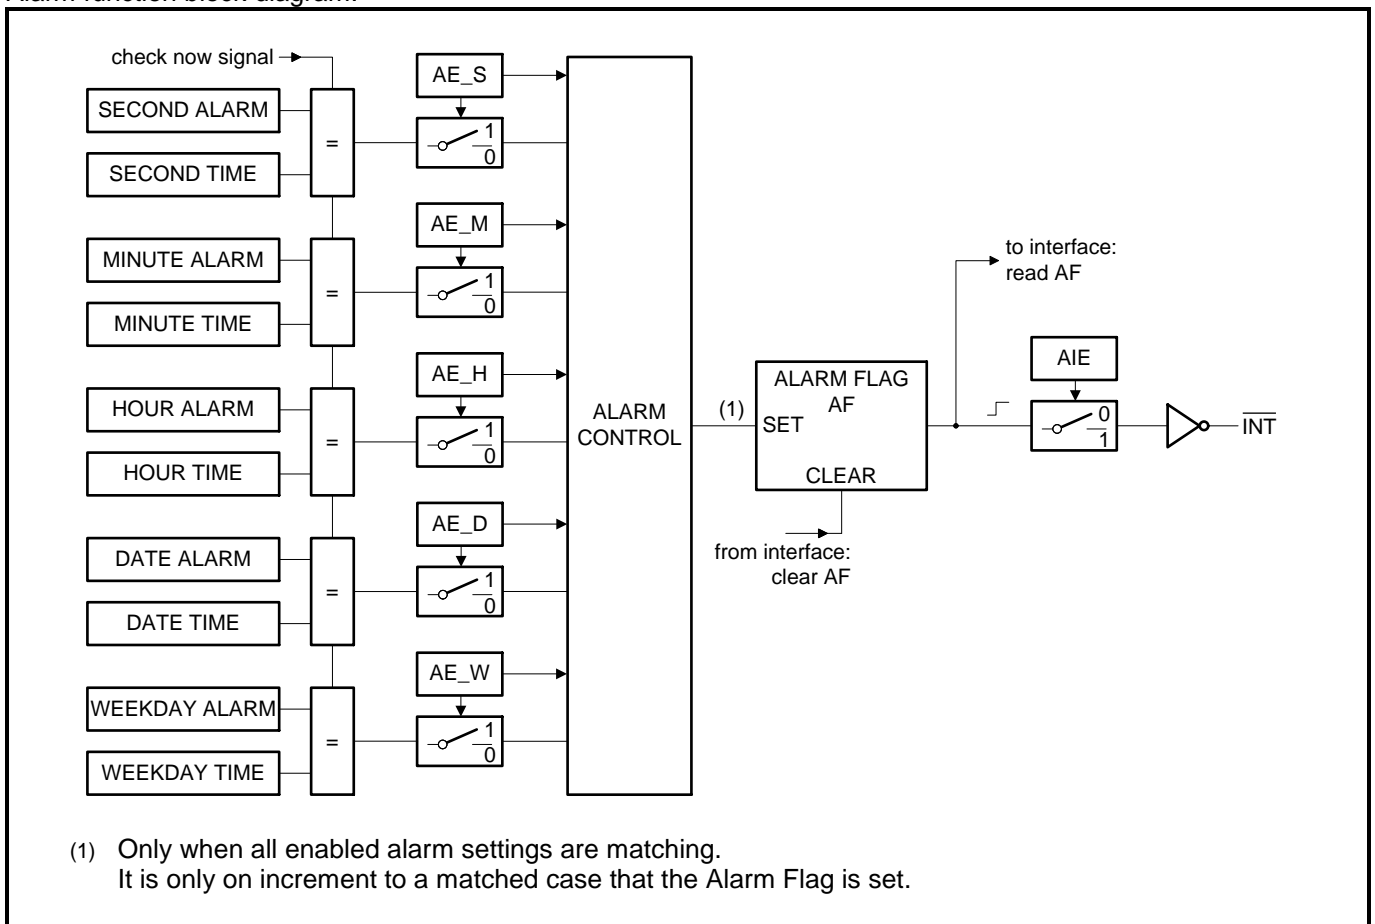 Alarm function block diagram:
check now signal
SECOND ALARM
SECOND TIME
=
AE_S
1
0
MINUTE ALARM
MINUTE TIME
=
AE_M
1
0
HOUR ALARM
HOUR TIME
=
AE_H
1
0
DATE ALARM
DATE TIME
=
AE_D
1
0
WEEKDAY ALARM
WEEKDAY TIME
=
AE_W
1
0
ALARM
CONTROL
(1)
ALARM FLAG
AF
SET
CLEAR
from interface:
clear AF
to interface:
read AF
AIE
0
1
INT
(1) Only when all enabled alarm settings are matching.
It is only on increment to a matched case that the Alarm Flag is set.